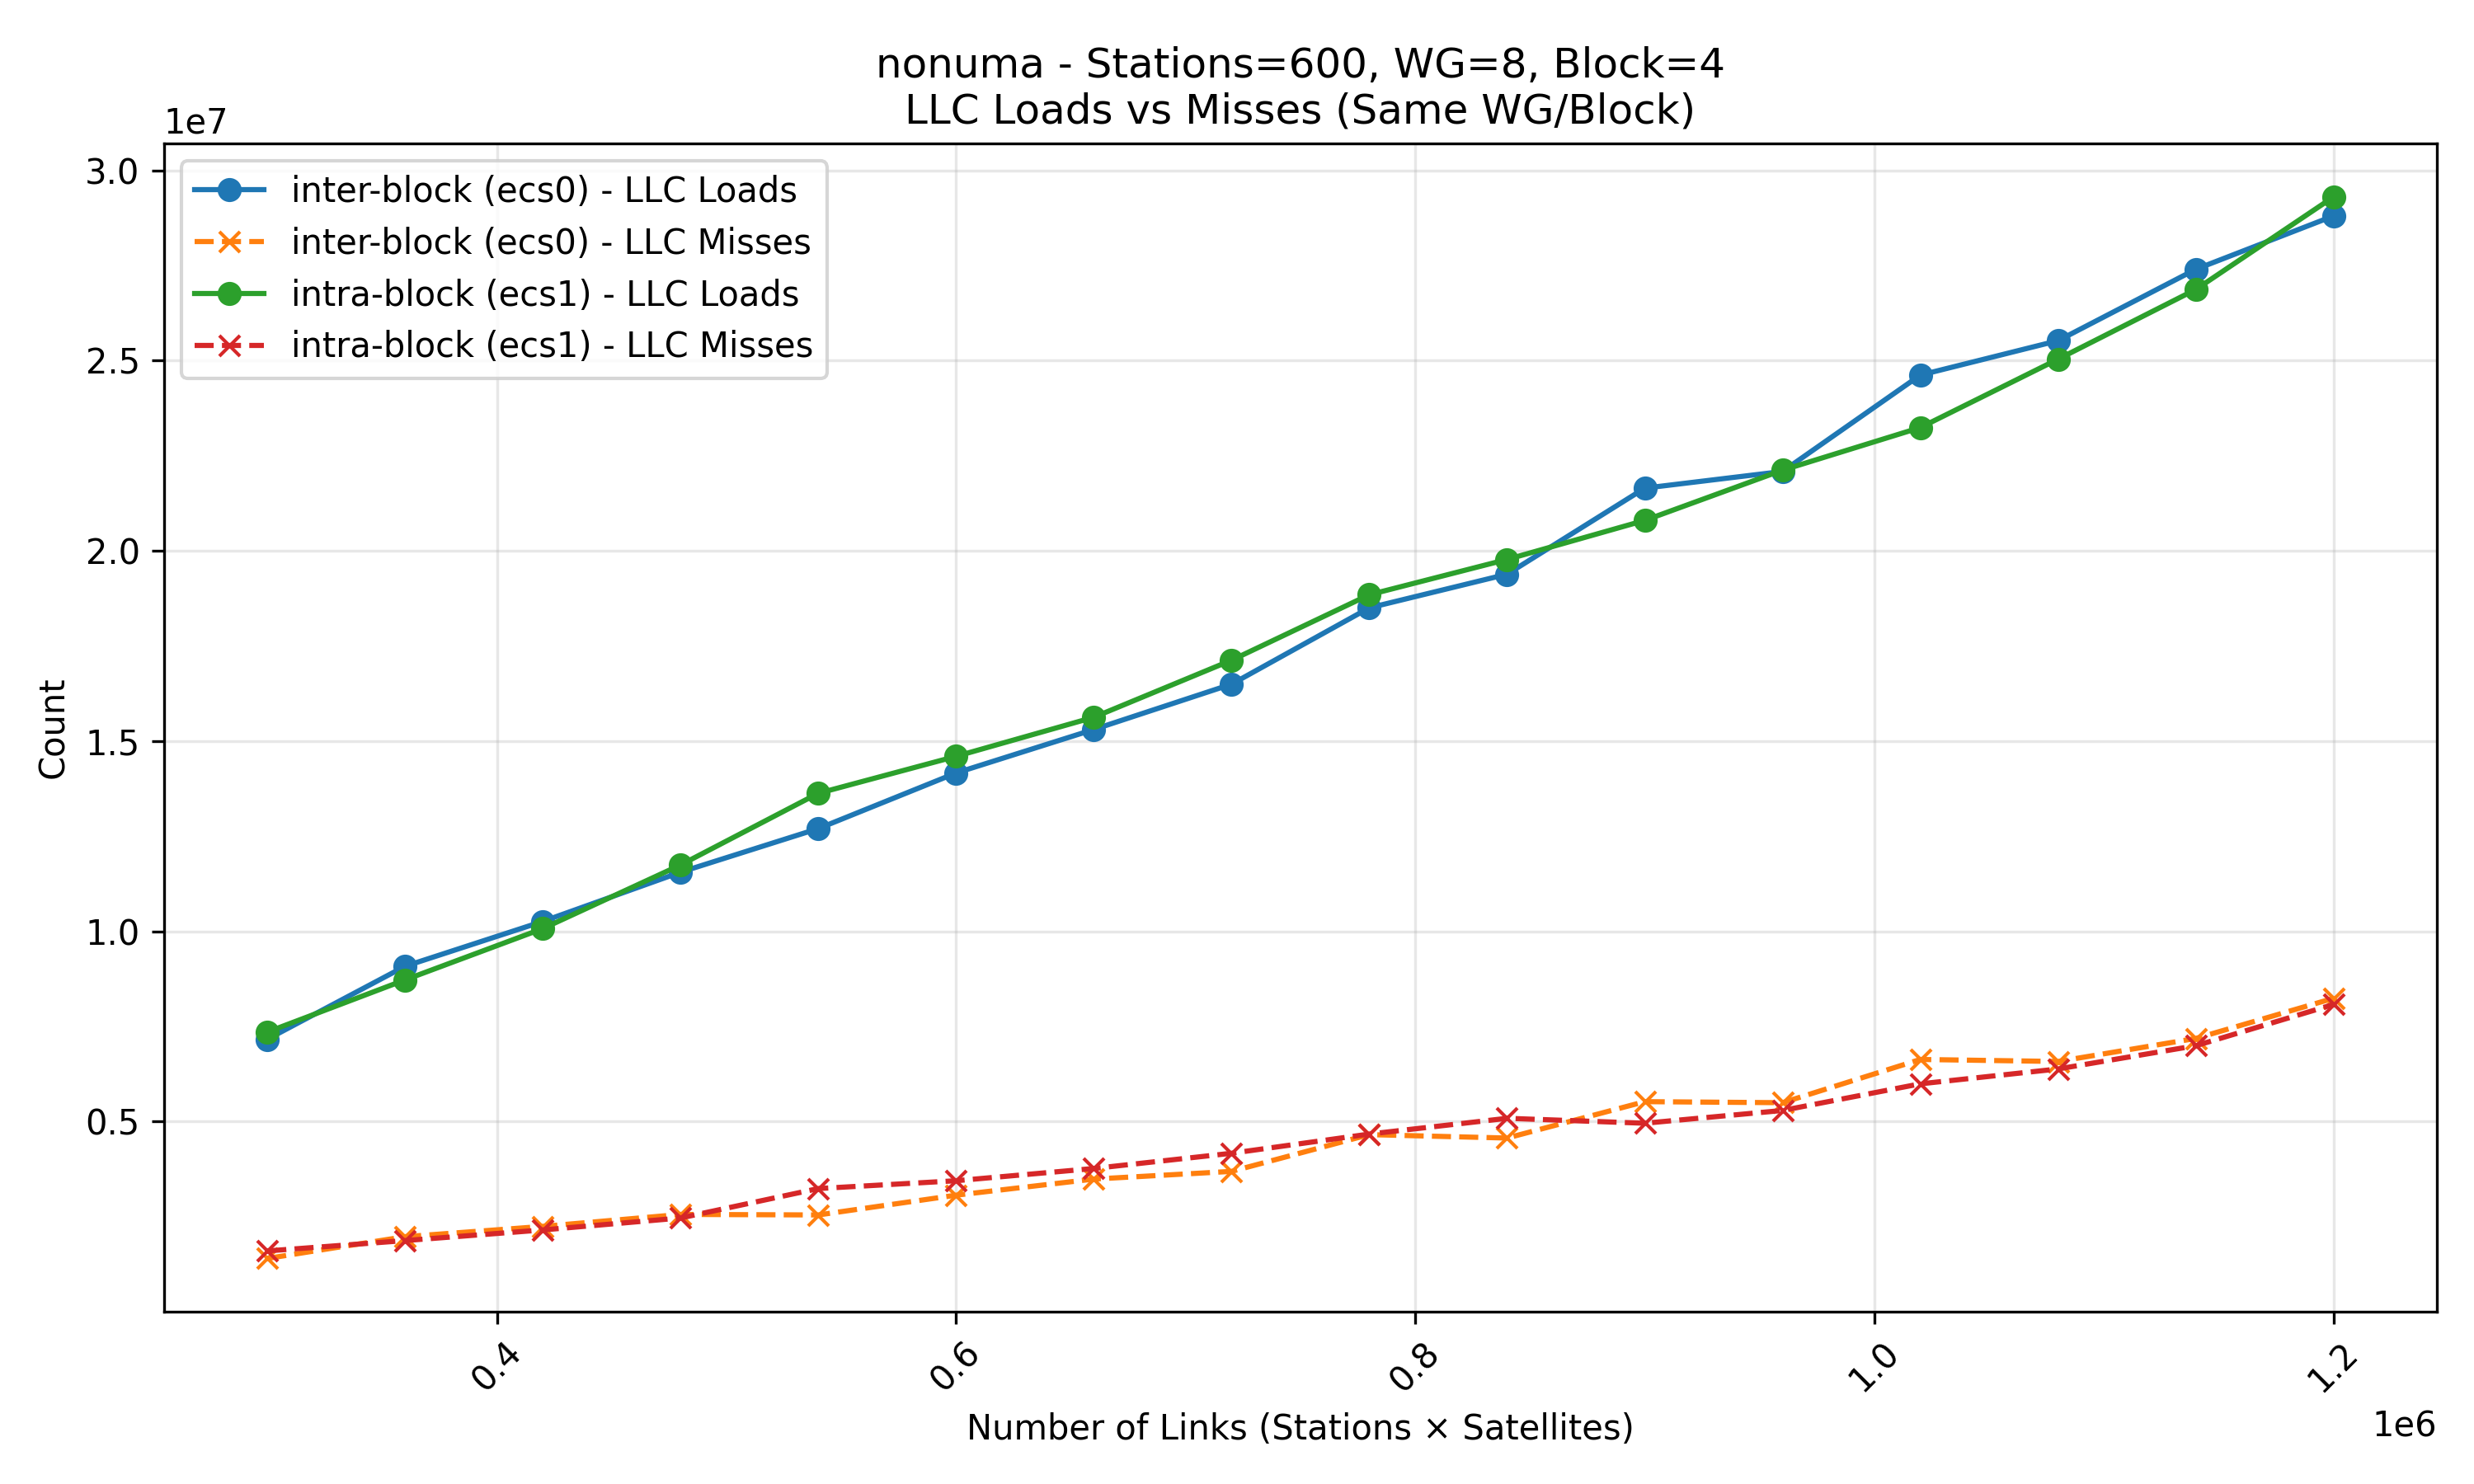 nonuma - Stations=600, WG=8, Block=4
LLC Loads vs Misses (Same WG/Block)
1e7
3.0
2.5
2.0
1.5
1.0
0.5
Count
inter-block (ecs0) - LLC Loads
inter-block (ecs0) - LLC Misses
intra-block (ecs1) - LLC Loads
intra-block (ecs1) - LLC Misses
0.4
0.6
0.8
1.0
1.2
1e6
Number of Links (Stations × Satellites)